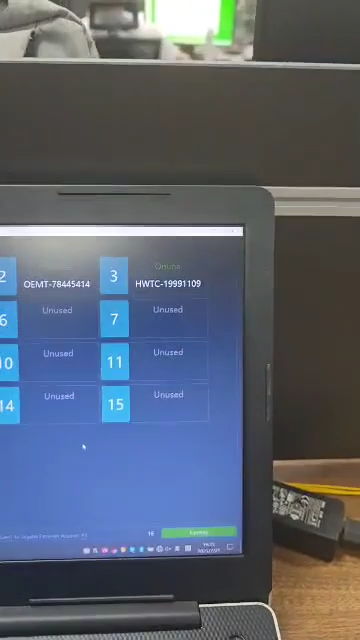 2
3
Online
OEMT-78445414
HWTC-19991109
6
Unused
7
Unused
10
Unused
11
Unused
14
Unused
15
Unused